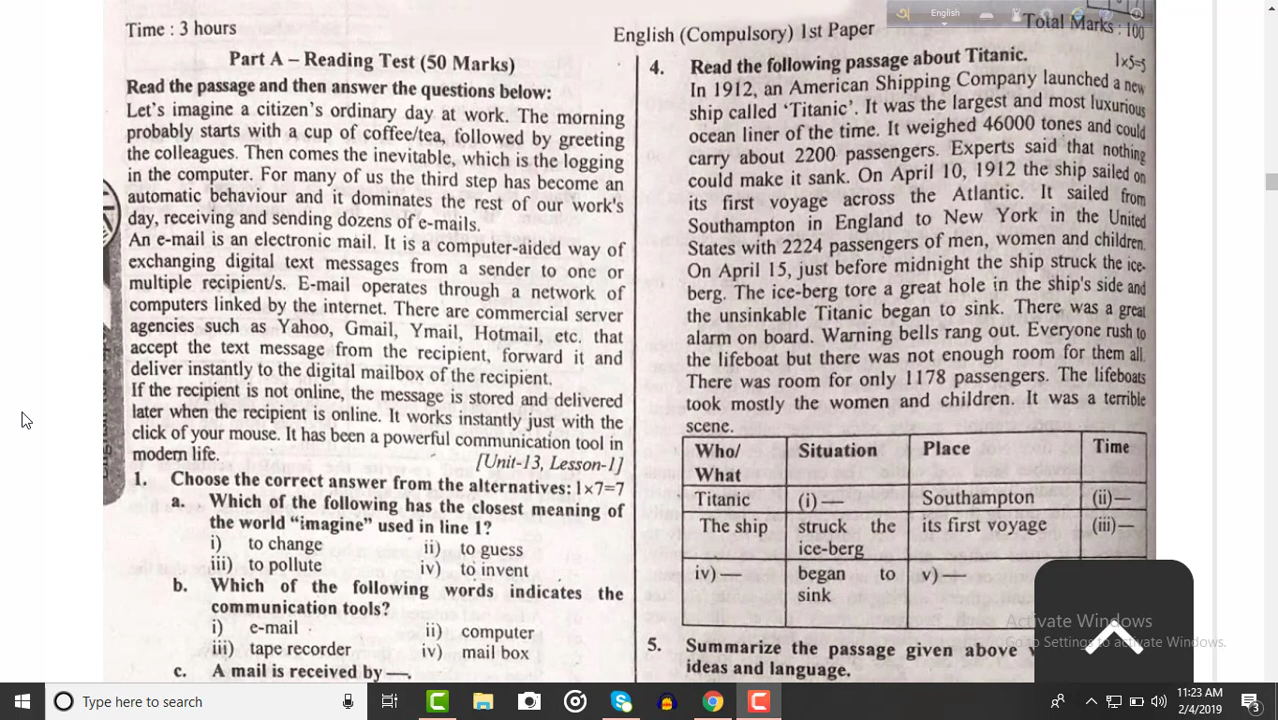 English
Time : 3 hours
English (Compulsory) 1st Paper
Total Marks : 100
Part A – Reading Test (50 Marks)
Read the passage and then answer the questions below:
Let's imagine a citizen's ordinary day at work. The morning
probably starts with a cup of coffee/tea, followed by greeting
the colleagues. Then comes the inevitable, which is the logging
in the computer. For many of us the third step has become an
automatic behaviour and it dominates the rest of our work's
day, receiving and sending dozens of e-mails.
An e-mail is an electronic mail. It is a computer-aided way of
exchanging digital text messages from a sender to one or
multiple recipient/s. E-mail operates through a network of
computers linked by the internet. There are commercial server
agencies such as Yahoo, Gmail, Ymail, Hotmail, etc. that
accept the text message from the recipient, forward it and
deliver instantly to the digital mailbox of the recipient.
If the recipient is not online, the message is stored and delivered
later when the recipient is online. It works instantly just with the
click of your mouse. It has been a powerful communication tool in
modern life.
[Unit-13, Lesson-1]
1. Choose the correct answer from the alternatives: 1×7=7
a. Which of the following has the closest meaning of
the world "imagine" used in line 1?
i) to change ii) to guess
iii) to pollute iv) to invent
b. Which of the following words indicates the
communication tools?
i) e-mail ii) computer
iii) tape recorder iv) mail box
c. A mail is received by —.
4. Read the following passage about Titanic. 1×5=5
In 1912, an American Shipping Company launched a new
ship called 'Titanic'. It was the largest and most luxurious
ocean liner of the time. It weighed 46000 tones and could
carry about 2200 passengers. Experts said that nothing
could make it sank. On April 10, 1912 the ship sailed on
its first voyage across the Atlantic. It sailed from
Southampton in England to New York in the United
States with 2224 passengers of men, women and children.
On April 15, just before midnight the ship struck the ice-
berg. The ice-berg tore a great hole in the ship's side and
the unsinkable Titanic began to sink. There was a great
alarm on board. Warning bells rang out. Everyone rush to
the lifeboat but there was not enough room for them all.
There was room for only 1178 passengers. The lifeboats
took mostly the women and children. It was a terrible
scene.
Who/ Situation Place Time
What
Titanic (i) — Southampton (ii)—
The ship struck the its first voyage (iii)—
ice-berg
iv) — began to v) —
sink
5. Summarize the passage given above
ideas and language.
Activate Windows
Go to Settings to activate Windows.
Type here to search
11:23 AM
2/4/2019
3